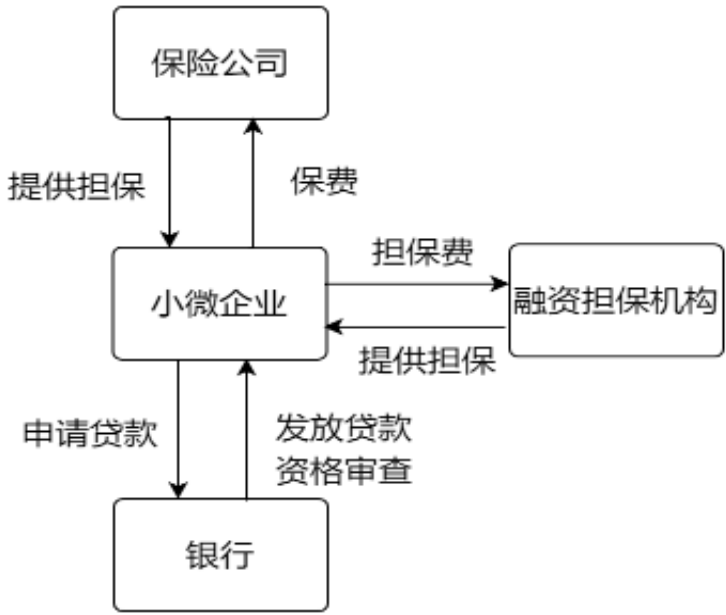 保险公司
提供担保
保费
小微企业
担保费
提供担保
融资担保机构
申请贷款
发放贷款
资格审查
银行